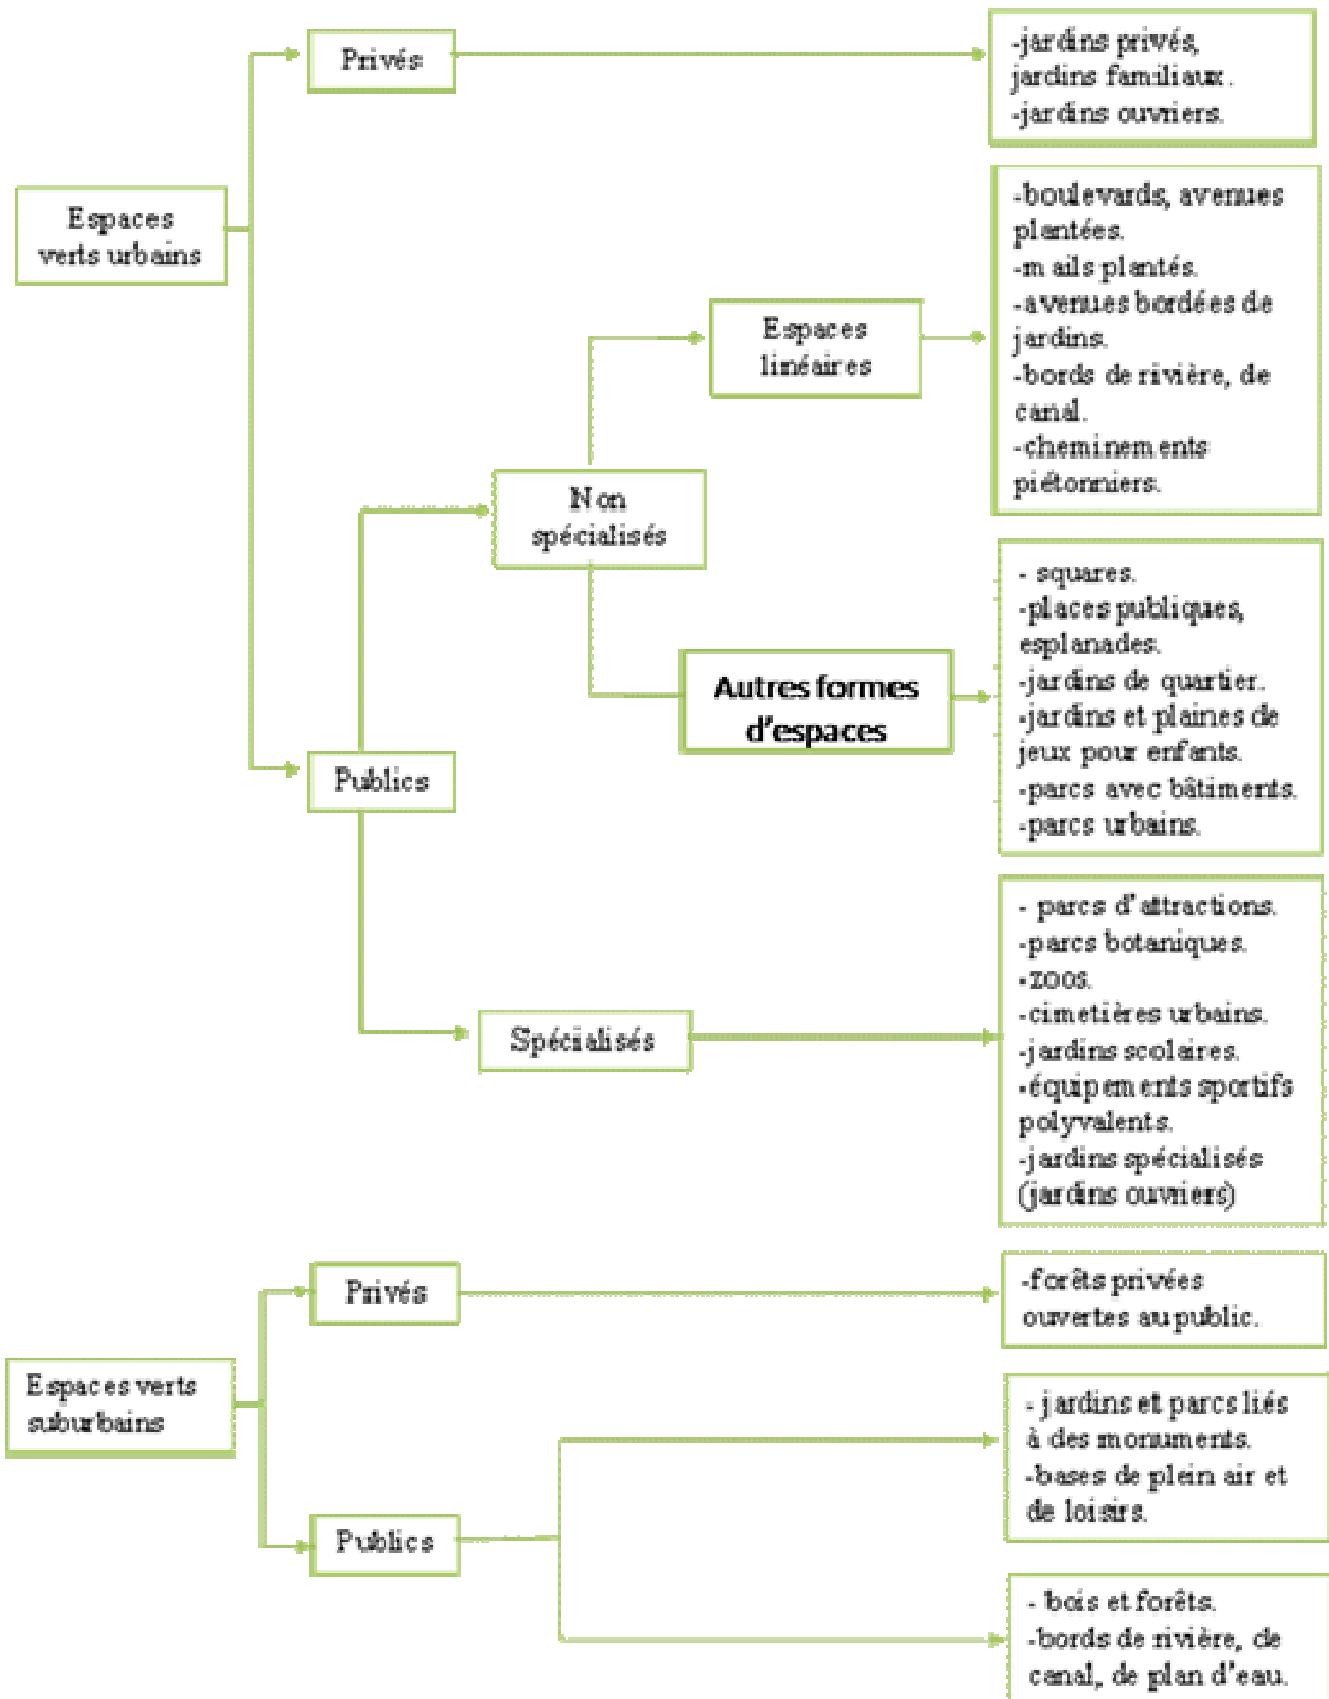 Privés
-jardins privés,
jardins familiaux.
-jardins ouvriers.
Espaces
verts urbains
-boulevards, avenues
plantées.
-mails plantés.
-avenues bordées de
jardins.
-bords de rivière, de
canal.
-cheminements
piétonniers.
Espaces
linéaires
Non
spécialisés
- squares.
-places publiques,
esplanades.
-jardins de quartier.
-jardins et plaines de
jeux pour enfants.
-parcs avec bâtiments.
-parcs urbains.
Autres formes
d'espaces
Publics
- parcs d'attractions.
-parcs botaniques.
-zoos.
-cimetières urbains.
-jardins scolaires.
-équipements sportifs
polyvalents.
-jardins spécialisés
(jardins ouvriers)
Spécialisés
Privés
-forêts privées
ouvertes au public.
Espaces verts
suburbains
- jardins et parcs liés
à des monuments.
-bases de plein air et
de loisirs.
Publics
- bois et forêts.
-bords de rivière, de
canal, de plan d'eau.